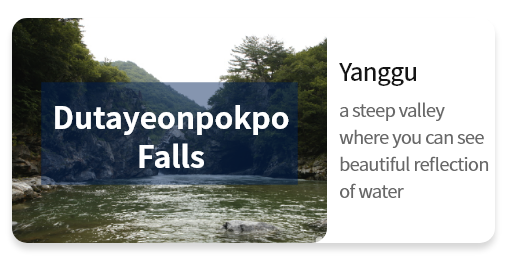 Dutayeonpokpo
Falls
Yanggu
a steep valley
where you can see
beautiful reflection
of water